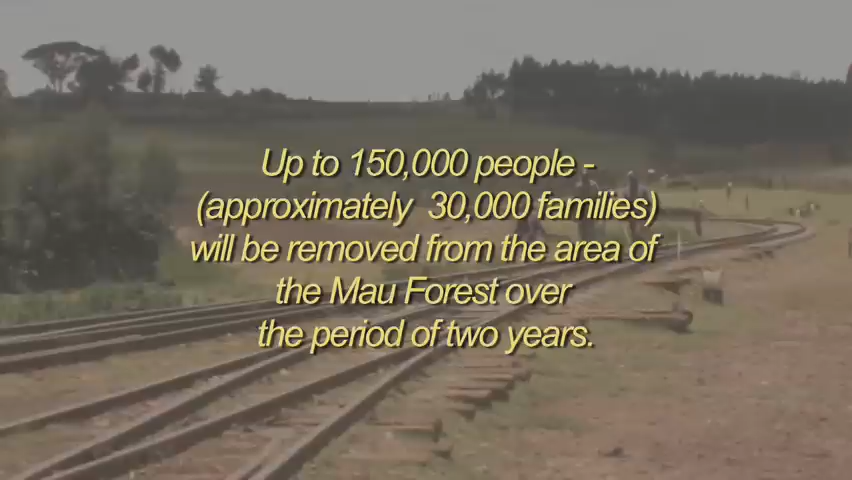 Up to 150,000 people -
(approximately 30,000 families)
will be removed from the area of
the Mau Forest over
the period of two years.